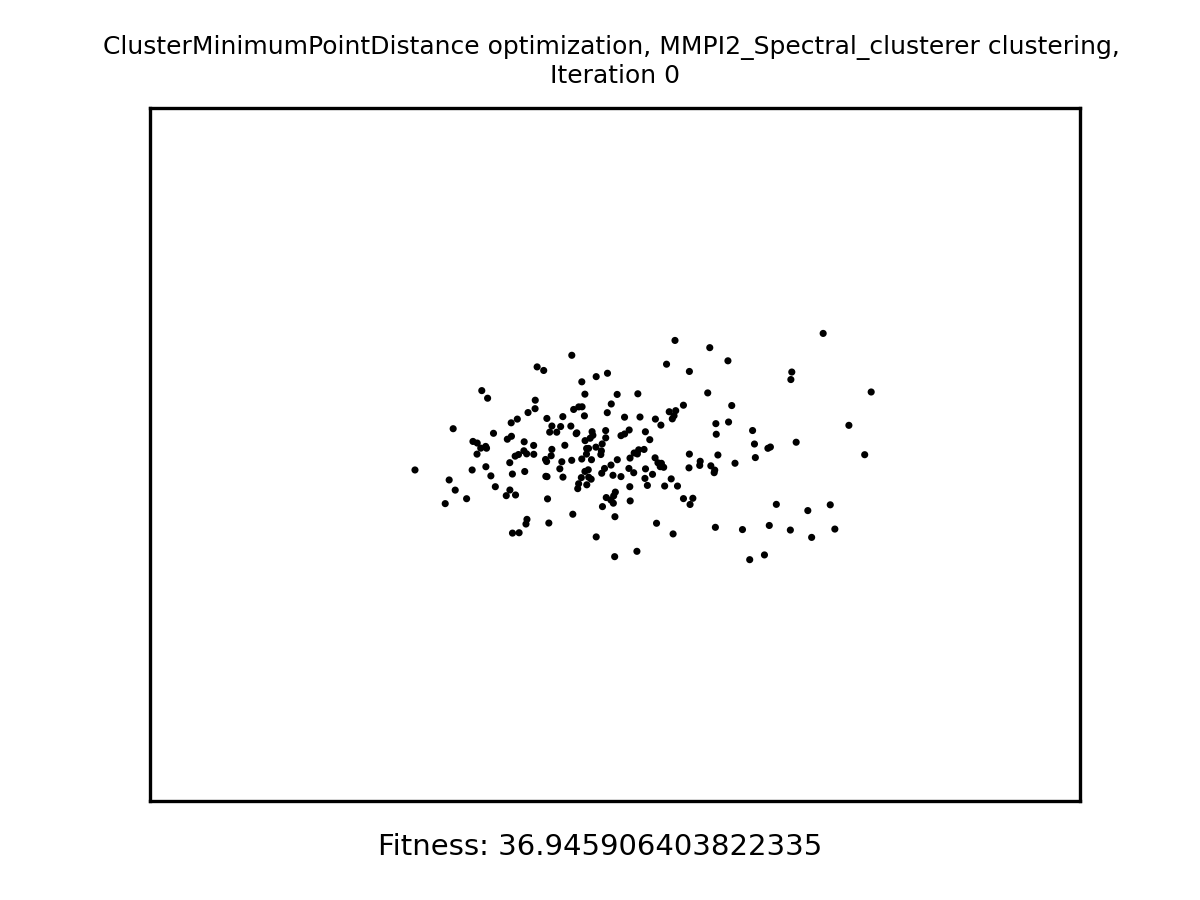 ClusterMinimumPointDistance optimization, MMPI2_Spectral_clusterer clustering,
Iteration 0
Fitness: 36.945906403822335